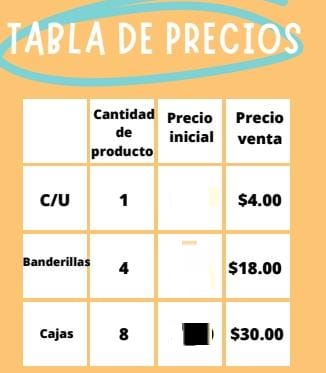 TABLA DE PRECIOS
Cantidad de producto Precio inicial Precio venta
C/U 1 $4.00
Banderillas 4 $18.00
Cajas 8 $30.00